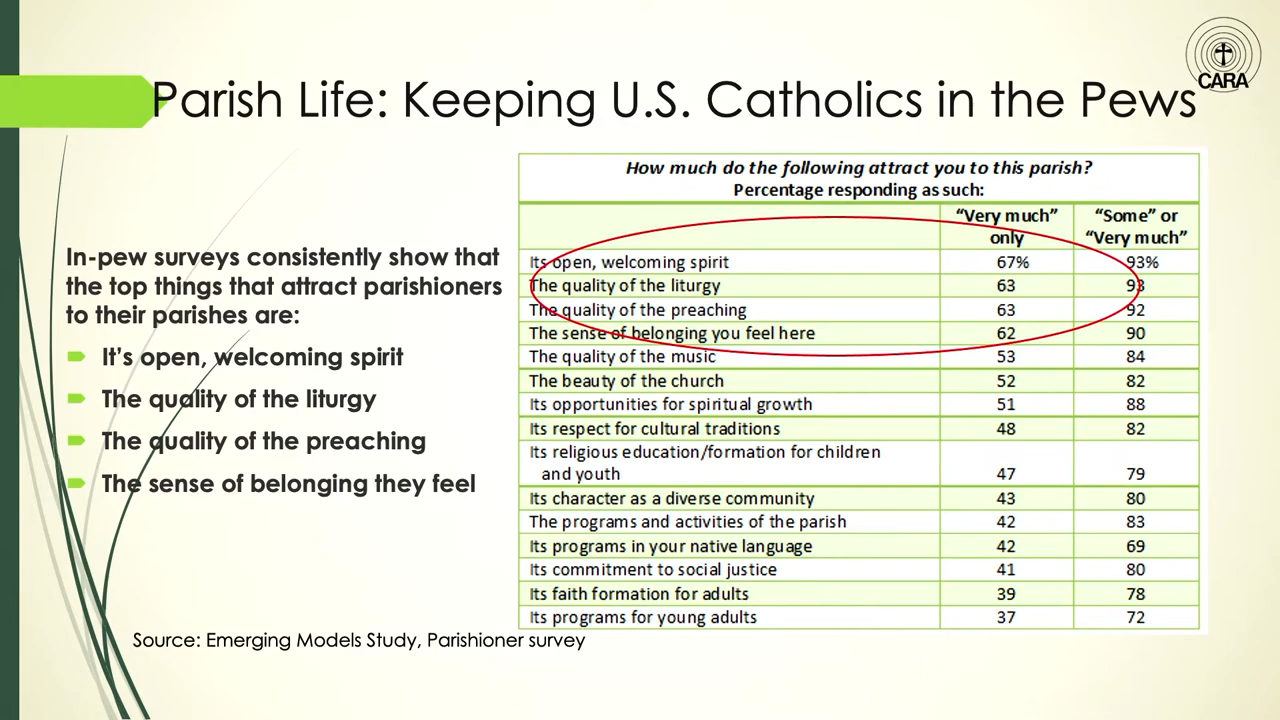 CARA
Parish Life: Keeping U.S. Catholics in the Pews
In-pew surveys consistently show that
the top things that attract parishioners
to their parishes are:
It's open, welcoming spirit
The quality of the liturgy
The quality of the preaching
The sense of belonging they feel
How much do the following attract you to this parish?
Percentage responding as such:
"Very much" only "Some" or "Very much"
Its open, welcoming spirit 67% 93%
The quality of the liturgy 63 93
The quality of the preaching 63 92
The sense of belonging you feel here 62 90
The quality of the music 53 84
The beauty of the church 52 82
Its opportunities for spiritual growth 51 88
Its respect for cultural traditions 48 82
Its religious education/formation for children
and youth 47 79
Its character as a diverse community 43 80
The programs and activities of the parish 42 83
Its programs in your native language 42 69
Its commitment to social justice 41 80
Its faith formation for adults 39 78
Its programs for young adults 37 72
Source: Emerging Models Study, Parishioner survey